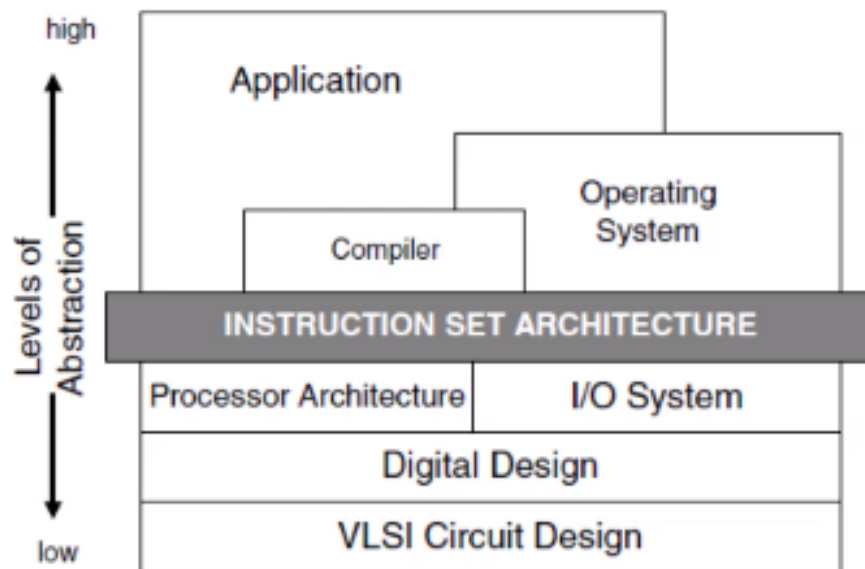 high
Application
Operating
System
Compiler
Levels of
Abstraction
INSTRUCTION SET ARCHITECTURE
Processor Architecture
I/O System
Digital Design
VLSI Circuit Design
low